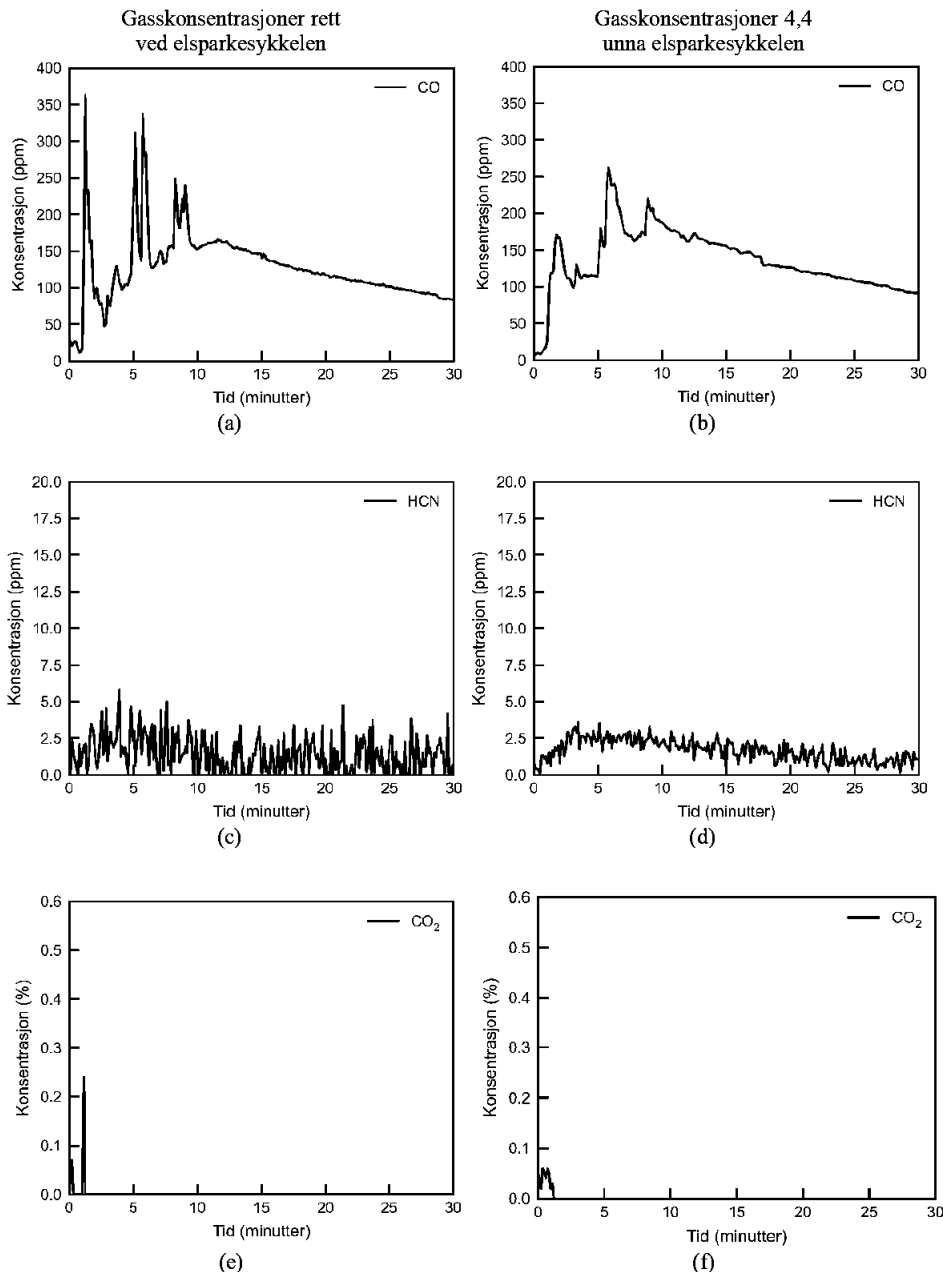 Gasskonsentrasjoner rett
ved elsparkesykkelen
Gasskonsentrasjoner 4,4
unna elsparkesykkelen
400
350
300
250
200
150
100
50
0
Konsentrasjon (ppm)
CO
0 5 10 15 20 25 30
Tid (minutter)
(a)
400
350
300
250
200
150
100
50
0
Konsentrasjon (ppm)
CO
0 5 10 15 20 25 30
Tid (minutter)
(b)
20.0
17.5
15.0
12.5
10.0
7.5
5.0
2.5
0.0
Konsentrasjon (ppm)
HCN
0 5 10 15 20 25 30
Tid (minutter)
(c)
20.0
17.5
15.0
12.5
10.0
7.5
5.0
2.5
0.0
Konsentrasjon (ppm)
HCN
0 5 10 15 20 25 30
Tid (minutter)
(d)
0.6
0.5
0.4
0.3
0.2
0.1
0.0
Konsentrasjon (%)
CO₂
0 5 10 15 20 25 30
Tid (minutter)
(e)
0.6
0.5
0.4
0.3
0.2
0.1
0.0
Konsentrasjon (%)
CO₂
0 5 10 15 20 25 30
Tid (minutter)
(f)